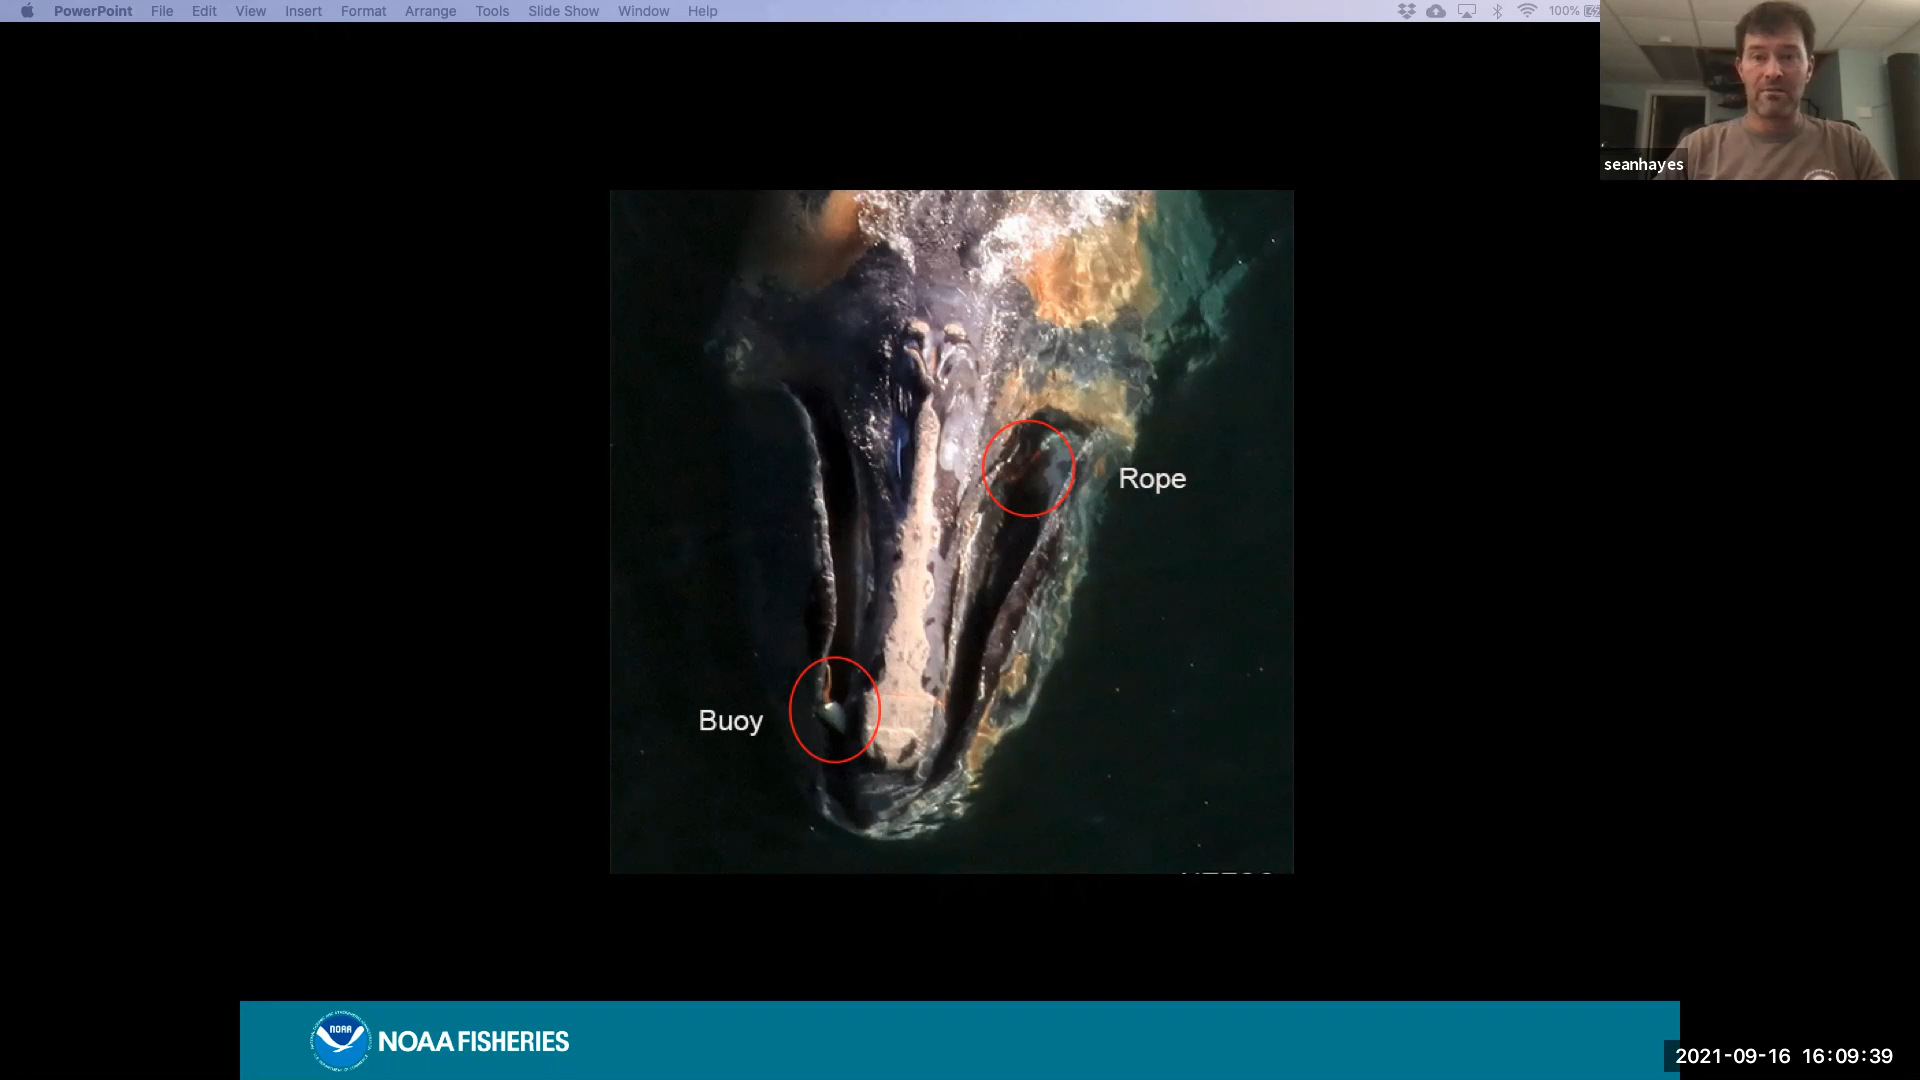 PowerPoint File Edit View Insert Format Arrange Tools Slide Show Window Help 100%
seanhayes
Rope
Buoy
NOAA
NOAA FISHERIES
2021-09-16 16:09:39